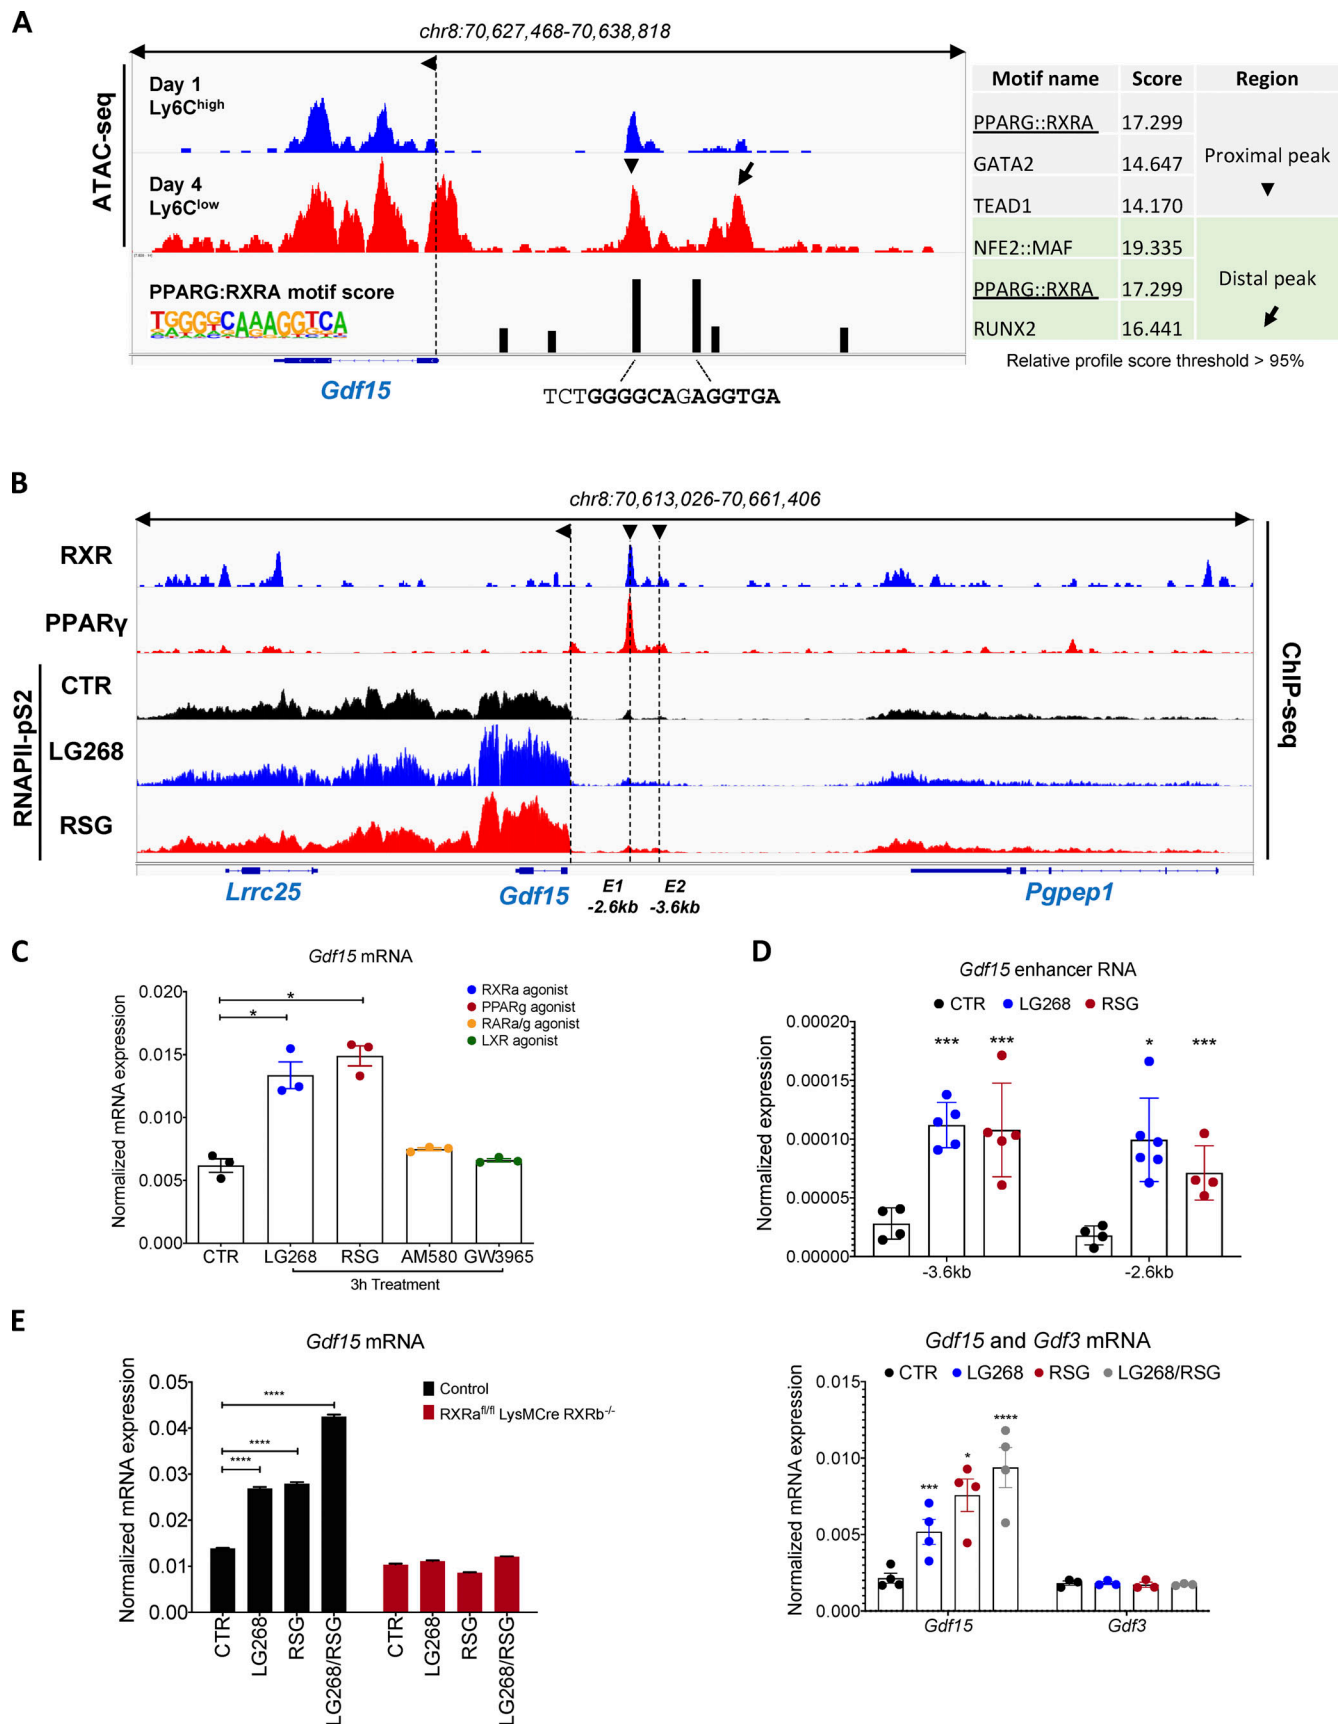 A
chr8:70,627,468-70,638,818
ATAC-seq
Day 1
Ly6Chigh
Day 4
Ly6Clow
PPARG:RXRA motif score
TGGGGCAAAGGTCA
Gdf15
TCTGGGGCAGAGGTGA
Motif name Score Region
PPARG::RXRA 17.299
GATA2 14.647 Proximal peak
TEAD1 14.170
NFE2::MAF 19.335
PPARG::RXRA 17.299 Distal peak
RUNX2 16.441
Relative profile score threshold > 95%
B
chr8:70,613,026-70,661,406
RXR
PPARγ
CTR
LG268
RSG
RNAPII-pS2
ChIP-seq
Lrrc25
Gdf15
E1
-2.6kb
E2
-3.6kb
Pgpep1
C
Gdf15 mRNA
Normalized mRNA expression
0.020
0.015
0.010
0.005
0.000
* *
RXRa agonist
PPARg agonist
RARa/g agonist
LXR agonist
CTR LG268 RSG AM580 GW3965
3h Treatment
D
Gdf15 enhancer RNA
CTR LG268 RSG
Normalized expression
0.00020
0.00015
0.00010
0.00005
0.00000
*** *** * ***
-3.6kb -2.6kb
E
Gdf15 mRNA
Normalized mRNA expression
0.05
0.04
0.03
0.02
0.01
0.00
****
****
****
Control
RXRafl/fl LysMCre RXRb-/-
CTR LG268 RSG LG268/RSG CTR LG268 RSG LG268/RSG
Gdf15 and Gdf3 mRNA
CTR LG268 RSG LG268/RSG
Normalized mRNA expression
0.015
0.010
0.005
0.000
*** * ****
Gdf15 Gdf3